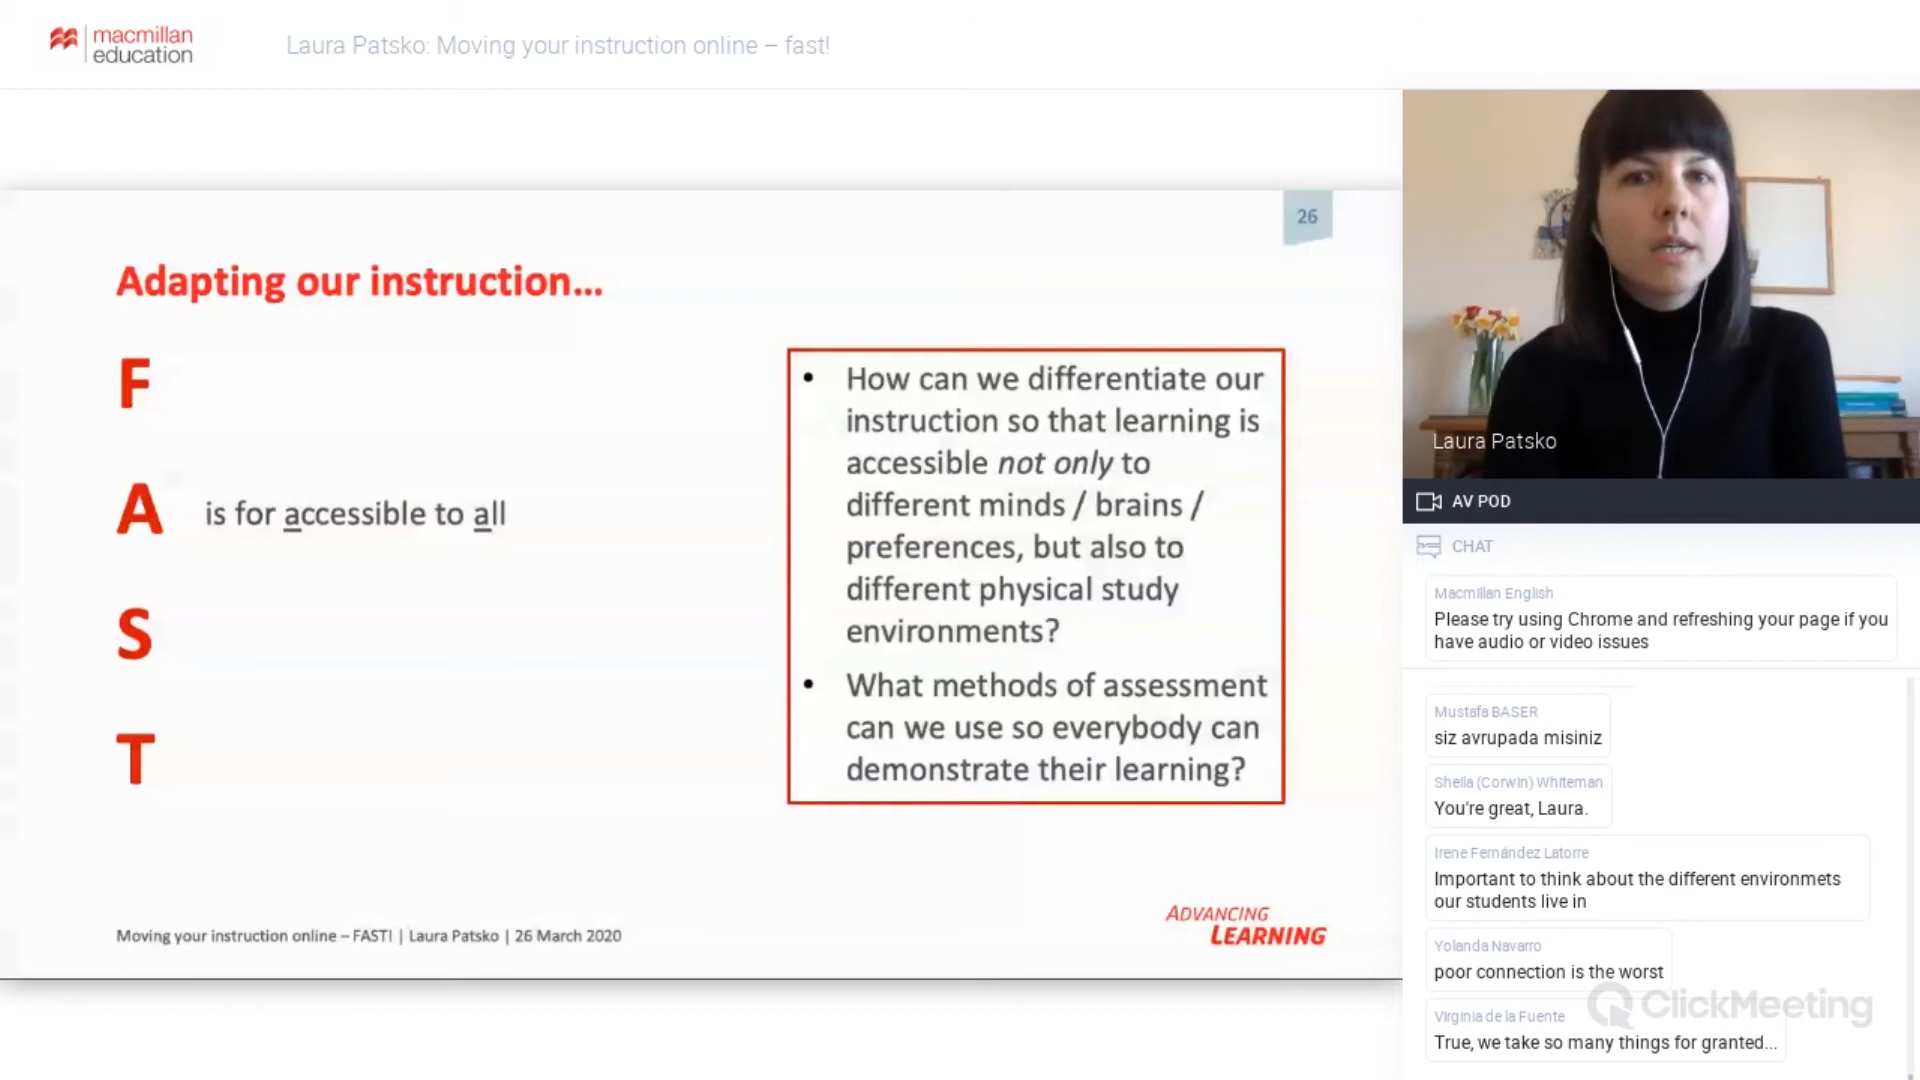 macmillan
education
Laura Patsko: Moving your instruction online – fast!
26
Adapting our instruction...
F
A is for accessible to all
S
T
• How can we differentiate our
instruction so that learning is
accessible not only to
different minds / brains /
preferences, but also to
different physical study
environments?
• What methods of assessment
can we use so everybody can
demonstrate their learning?
Moving your instruction online – FAST! | Laura Patsko | 26 March 2020
ADVANCING
LEARNING
Laura Patsko
AV POD
CHAT
Macmillan English
Please try using Chrome and refreshing your page if you
have audio or video issues
Mustafa BASER
siz avrupada misiniz
Sheila (Corwin) Whiteman
You're great, Laura.
Irene Fernández Latorre
Important to think about the different environmets
our students live in
Yolanda Navarro
poor connection is the worst
ClickMeeting
Virginia de la Fuente
True, we take so many things for granted...